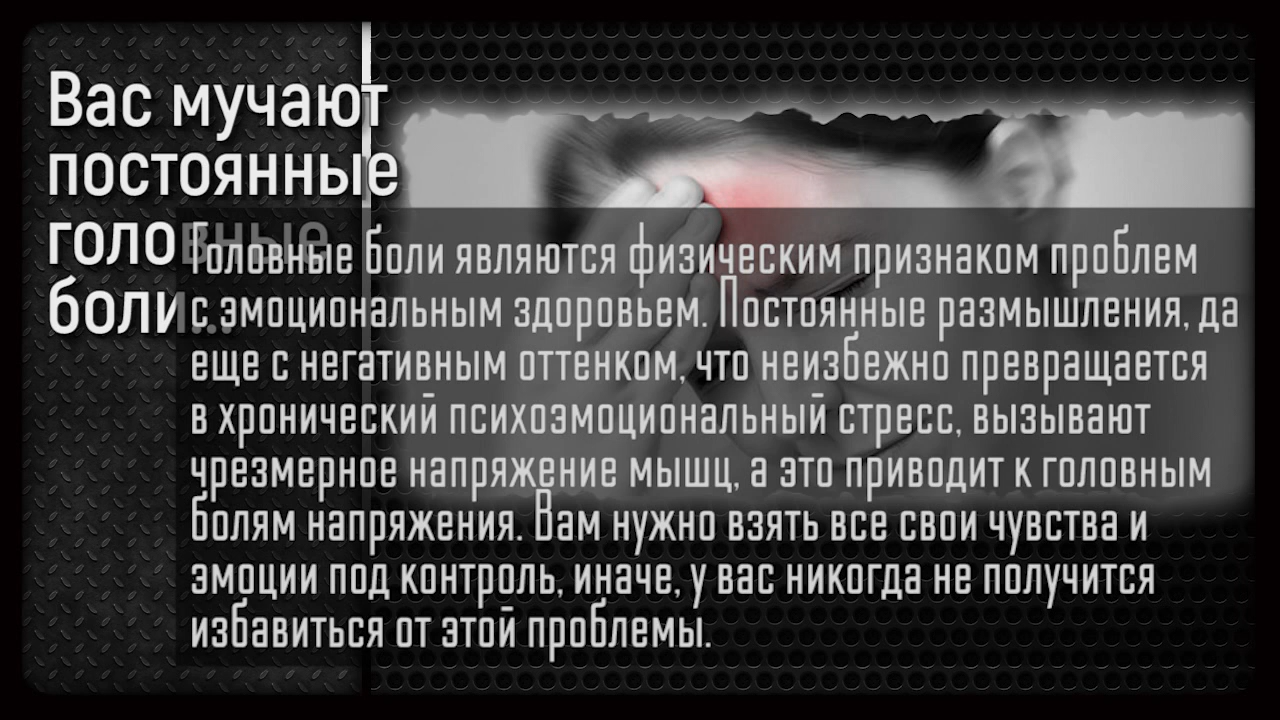 Вас мучают
постоянные
головные
боли...
Головные боли являются физическим признаком проблем
с эмоциональным здоровьем. Постоянные размышления, да
еще с негативным оттенком, что неизбежно превращается
в хронический психоэмоциональный стресс, вызывают
чрезмерное напряжение мышц, а это приводит к головным
болям напряжения. Вам нужно взять все свои чувства и
эмоции под контроль, иначе, у вас никогда не получится
избавиться от этой проблемы.